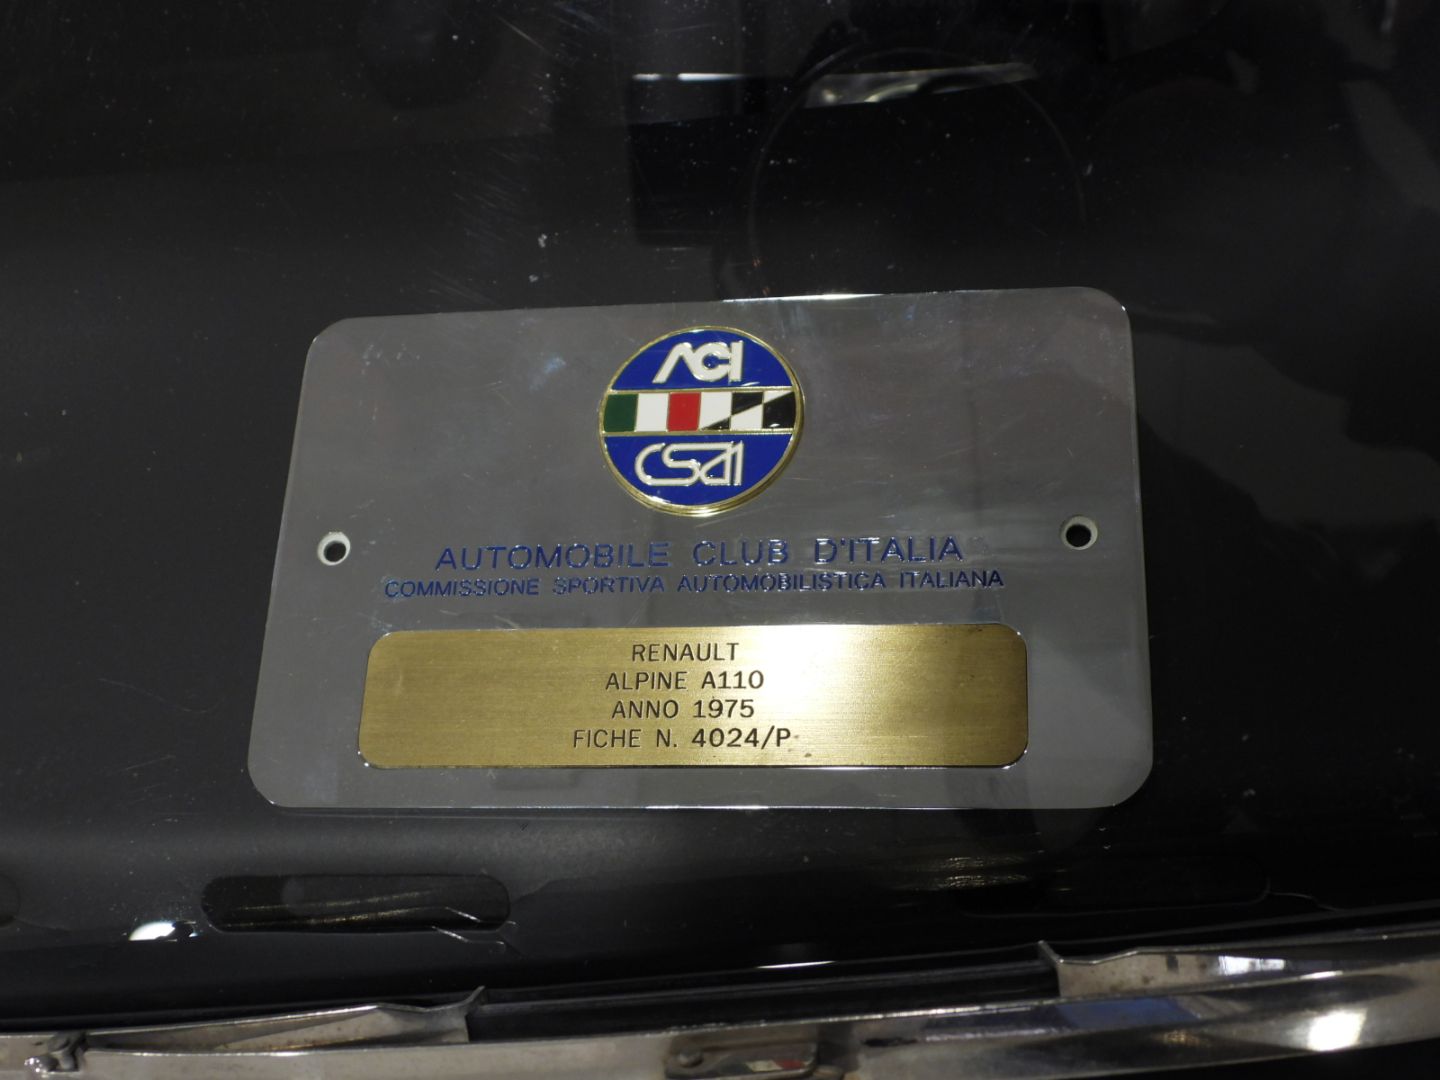 ACI
CSAI
AUTOMOBILE CLUB D'ITALIA
COMMISSIONE SPORTIVA AUTOMOBILISTICA ITALIANA
RENAULT
ALPINE A110
ANNO 1975
FICHE N. 4024/P